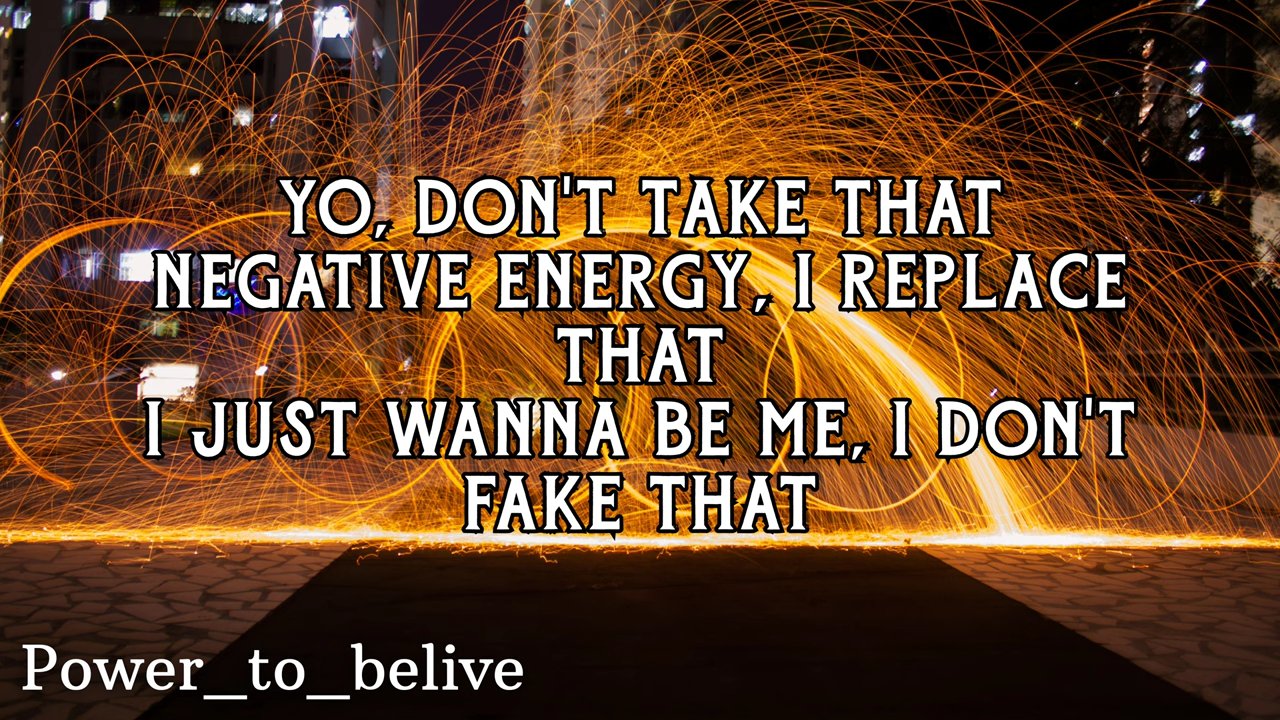 YO, DON'T TAKE THAT
NEGATIVE ENERGY, I REPLACE
THAT
I JUST WANNA BE ME, I DON'T
FAKE THAT
Power_to_belive